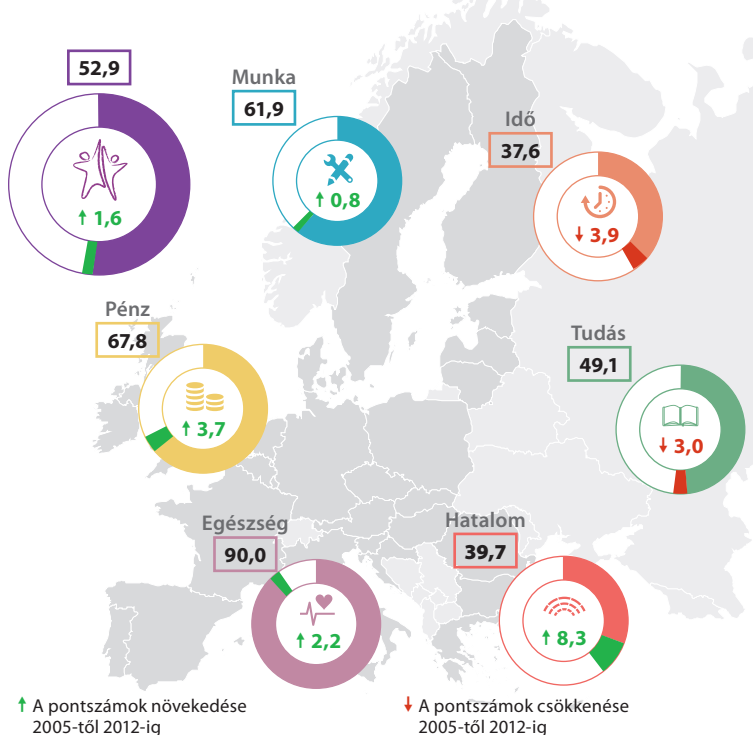 52,9
↑ 1,6
Munka
61,9
↑ 0,8
Idő
37,6
↓ 3,9
Pénz
67,8
↑ 3,7
Tudás
49,1
↓ 3,0
Egészség
90,0
↑ 2,2
Hatalom
39,7
↑ 8,3
↑ A pontszámok növekedése
2005-től 2012-ig
↓ A pontszámok csökkenése
2005-től 2012-ig